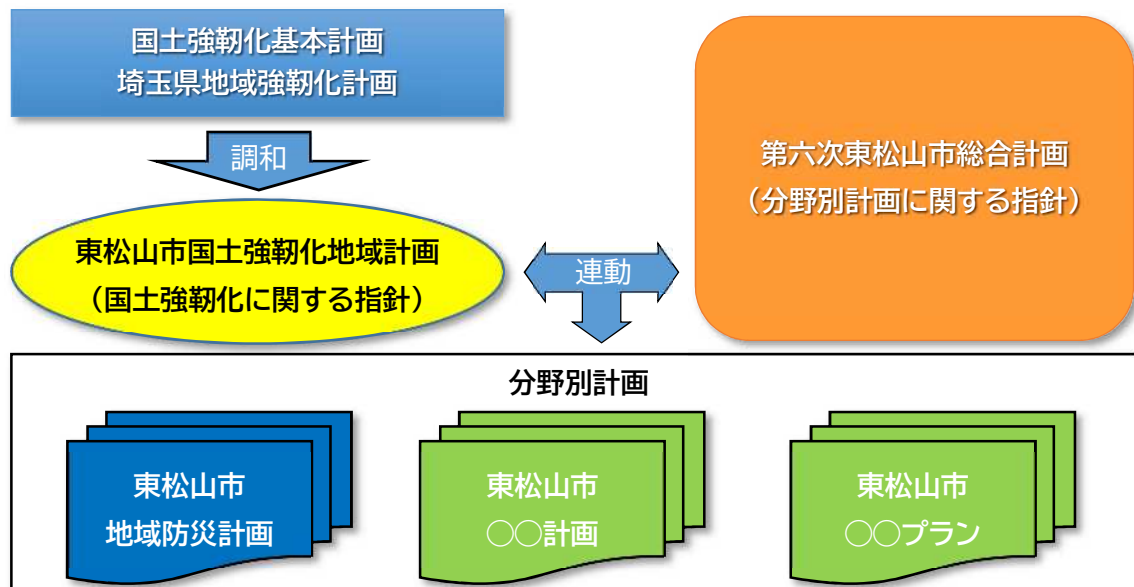 国土強靭化基本計画
埼玉県地域強靭化計画
調和
東松山市国土強靭化地域計画
（国土強靭化に関する指針）
連動
第六次東松山市総合計画
（分野別計画に関する指針）
分野別計画
東松山市
地域防災計画
東松山市
○○計画
東松山市
○○プラン